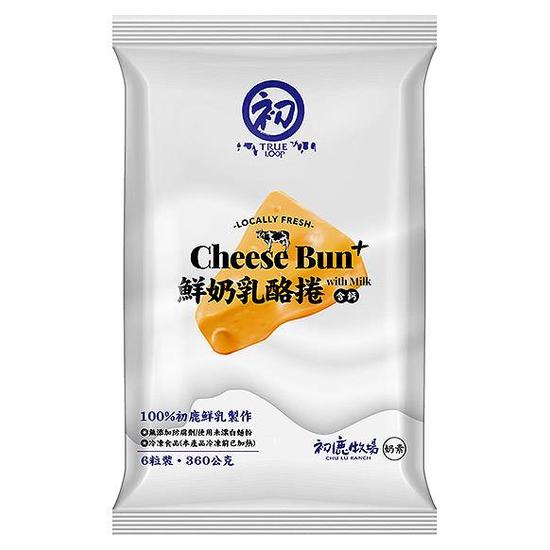 初
TRUE
LOOP
-LOCALLY FRESH-
Cheese Bun+
with Milk
鮮奶乳酪捲 含鈣
100%初鹿鮮乳製作
無添加防腐劑/使用未漂白麵粉
冷凍食品(本產品冷凍前已加熱)
6粒裝・360公克
初鹿牧場 奶素
CHU LU RANCH